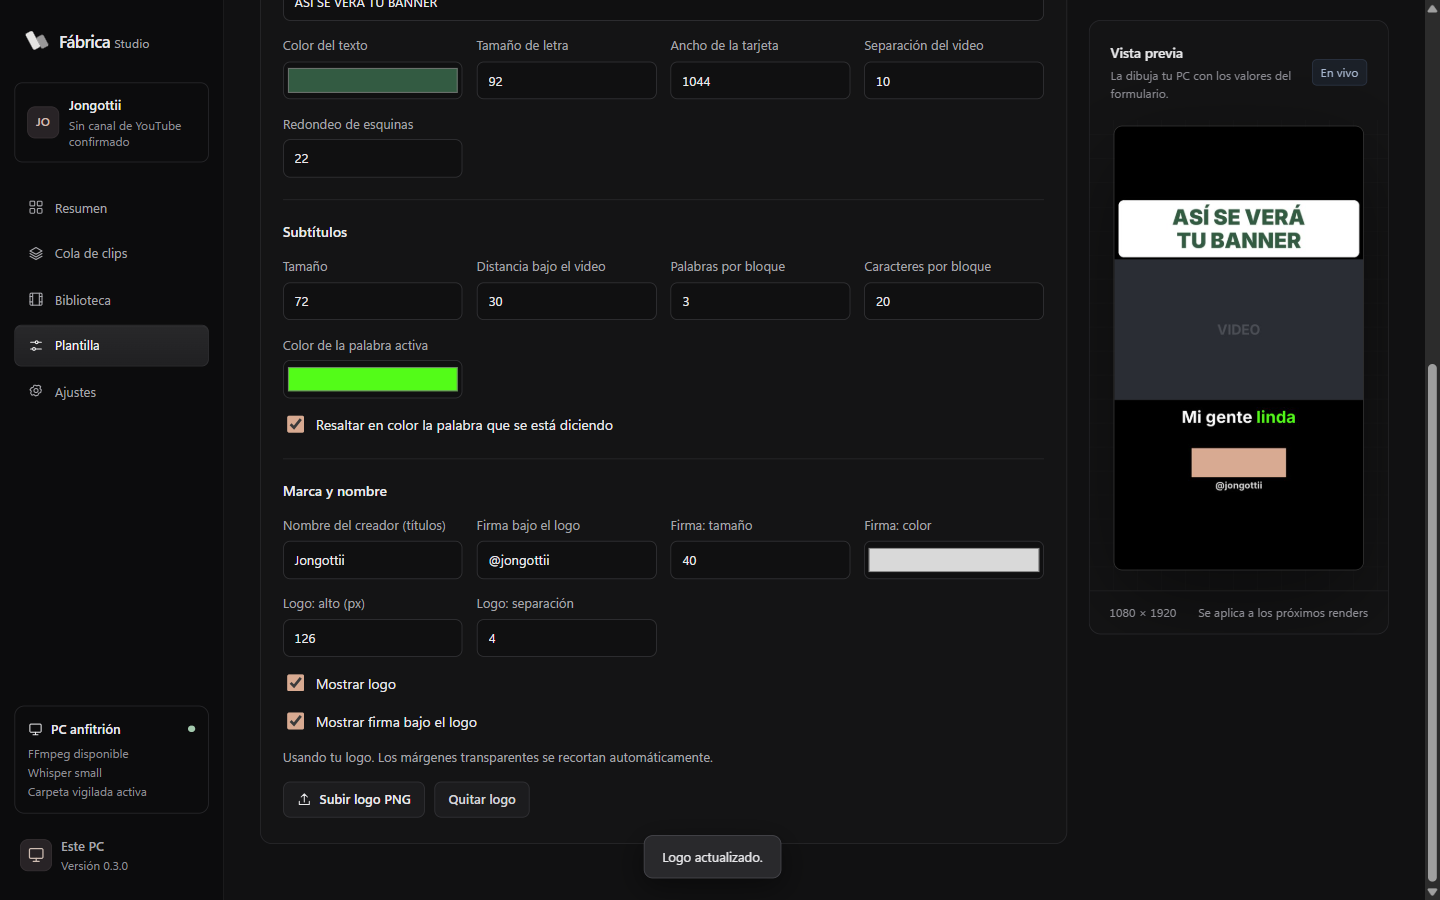 Fábrica Studio
JO
Jongottii
Sin canal de YouTube
confirmado
Resumen
Cola de clips
Biblioteca
Plantilla
Ajustes
PC anfitrión
FFmpeg disponible
Whisper small
Carpeta vigilada activa
Este PC
Versión 0.3.0
ASÍ SE VERÁ TU BANNER
Color del texto
Tamaño de letra
Ancho de la tarjeta
Separación del video
92
1044
10
Redondeo de esquinas
22
Subtítulos
Tamaño
Distancia bajo el video
Palabras por bloque
Caracteres por bloque
72
30
3
20
Color de la palabra activa
Resaltar en color la palabra que se está diciendo
Marca y nombre
Nombre del creador (títulos)
Firma bajo el logo
Firma: tamaño
Firma: color
Jongottii
@jongottii
40
Logo: alto (px)
Logo: separación
126
4
Mostrar logo
Mostrar firma bajo el logo
Usando tu logo. Los márgenes transparentes se recortan automáticamente.
Subir logo PNG
Quitar logo
Logo actualizado.
Vista previa
La dibuja tu PC con los valores del
formulario.
En vivo
ASÍ SE VERÁ
TU BANNER
VIDEO
Mi gente linda
@jongottii
1080 × 1920
Se aplica a los próximos renders